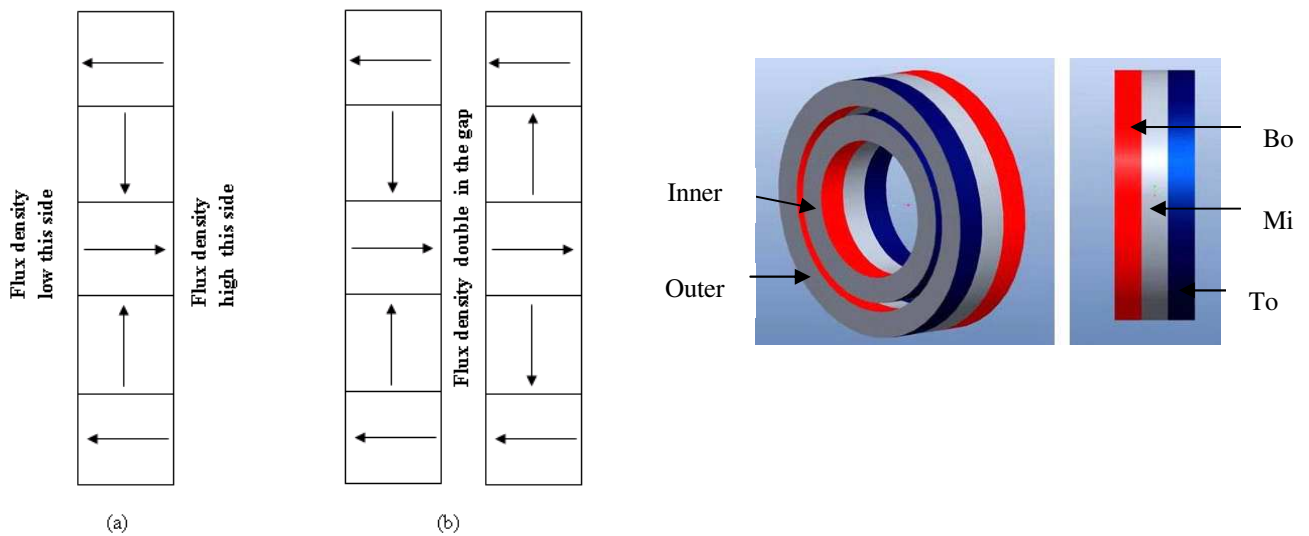 Flux density
low this side
Flux density
high this side
(a)
Flux density double in the gap
(b)
Inner
Outer
Bo
Mi
To